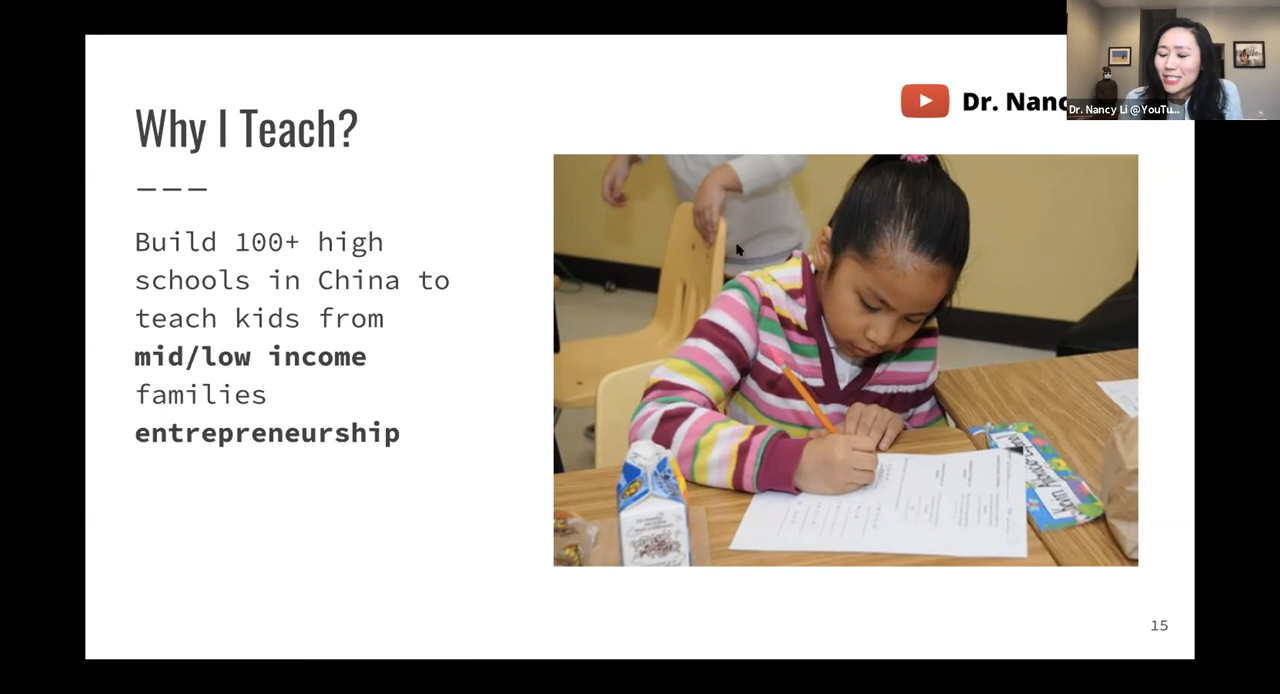 Why I Teach?
Dr. Nanc
Dr. Nancy Li @YouTu...
Build 100+ high
schools in China to
teach kids from
mid/low income
families
entrepreneurship
15